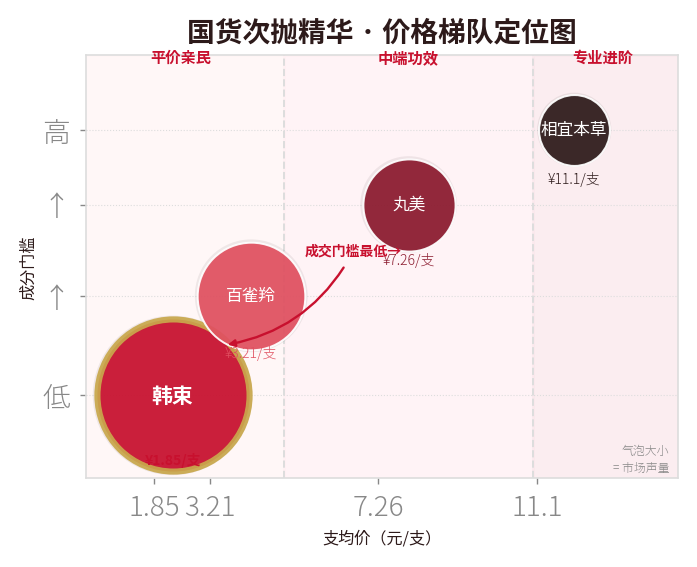 国货次抛精华 · 价格梯队定位图
平价亲民
中端功效
专业进阶
高
相宜本草
¥11.1/支
↑
丸美
成交门槛最低→
¥7.26/支
成分门槛
↑
百雀羚
¥3.21/支
低
韩束
¥1.85/支
气泡大小
= 市场声量
1.85 3.21 7.26 11.1
支均价（元/支）